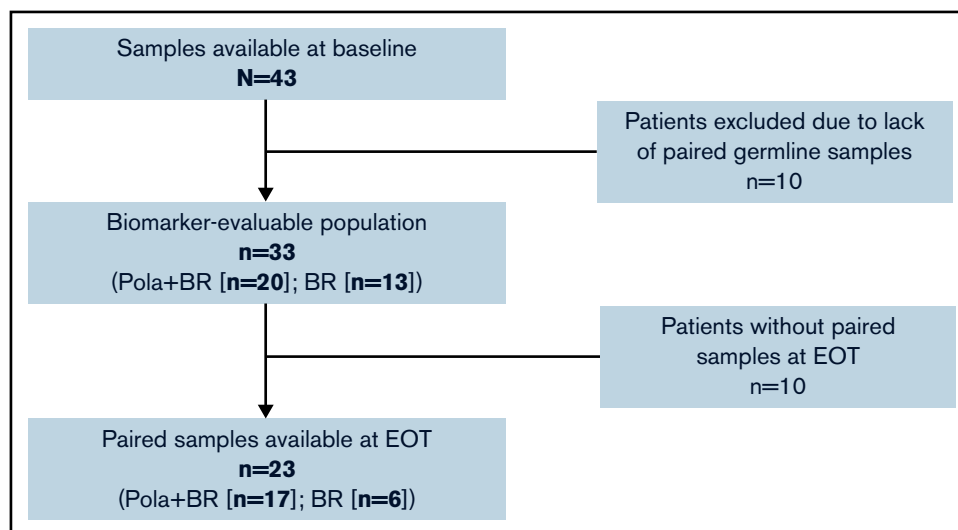 Samples available at baseline
N=43
Patients excluded due to lack
of paired germline samples
n=10
Biomarker-evaluable population
n=33
(Pola+BR [n=20]; BR [n=13])
Patients without paired
samples at EOT
n=10
Paired samples available at EOT
n=23
(Pola+BR [n=17]; BR [n=6])